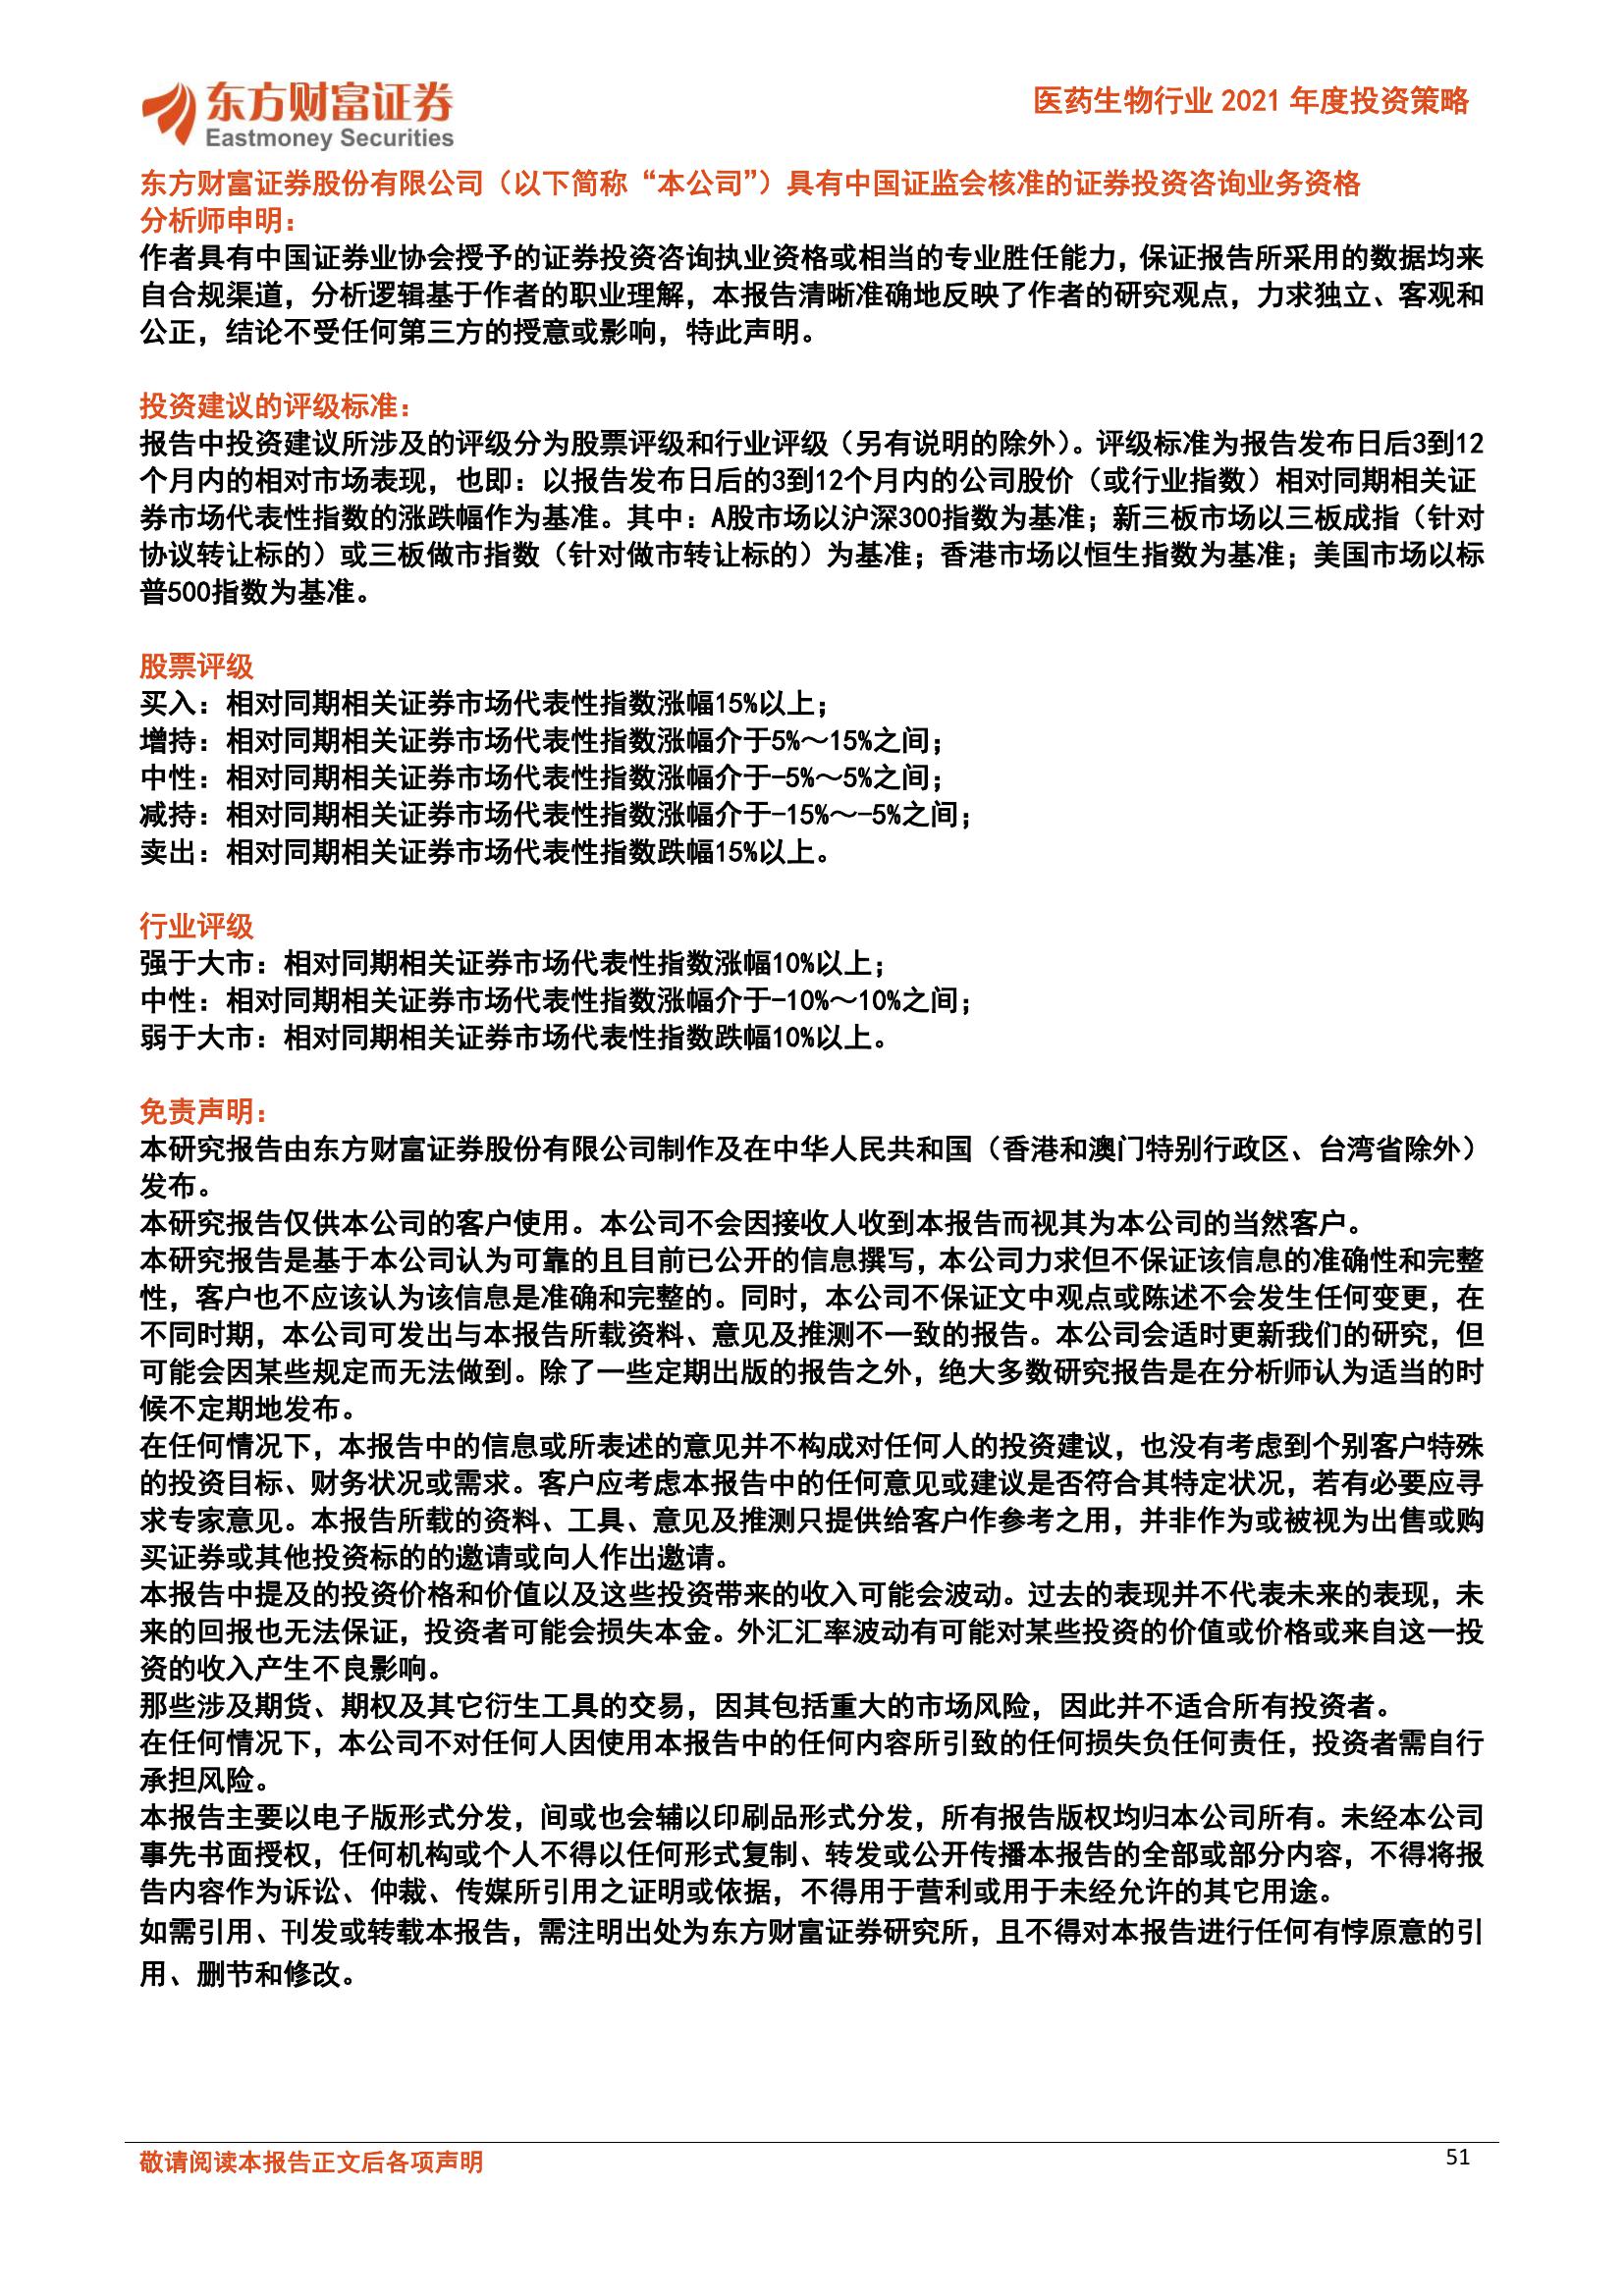 东方财富证券
Eastmoney Securities
医药生物行业 2021 年度投资策略
东方财富证券股份有限公司（以下简称“本公司”）具有中国证监会核准的证券投资咨询业务资格
分析师申明：
作者具有中国证券业协会授予的证券投资咨询执业资格或相当的专业胜任能力，保证报告所采用的数据均来
自合规渠道，分析逻辑基于作者的职业理解，本报告清晰准确地反映了作者的研究观点，力求独立、客观和
公正，结论不受任何第三方的授意或影响，特此声明。
投资建议的评级标准：
报告中投资建议所涉及的评级分为股票评级和行业评级（另有说明的除外）。评级标准为报告发布日后3到12
个月内的相对市场表现，也即：以报告发布日后的3到12个月内的公司股价（或行业指数）相对同期相关证
券市场代表性指数的涨跌幅作为基准。其中：A股市场以沪深300指数为基准；新三板市场以三板成指（针对
协议转让标的）或三板做市指数（针对做市转让标的）为基准；香港市场以恒生指数为基准；美国市场以标
普500指数为基准。
股票评级
买入：相对同期相关证券市场代表性指数涨幅15%以上；
增持：相对同期相关证券市场代表性指数涨幅介于5%～15%之间；
中性：相对同期相关证券市场代表性指数涨幅介于-5%～5%之间；
减持：相对同期相关证券市场代表性指数涨幅介于-15%～-5%之间；
卖出：相对同期相关证券市场代表性指数跌幅15%以上。
行业评级
强于大市：相对同期相关证券市场代表性指数涨幅10%以上；
中性：相对同期相关证券市场代表性指数涨幅介于-10%～10%之间；
弱于大市：相对同期相关证券市场代表性指数跌幅10%以上。
免责声明：
本研究报告由东方财富证券股份有限公司制作及在中华人民共和国（香港和澳门特别行政区、台湾省除外）
发布。
本研究报告仅供本公司的客户使用。本公司不会因接收人收到本报告而视其为本公司的当然客户。
本研究报告是基于本公司认为可靠的且目前已公开的信息撰写，本公司力求但不保证该信息的准确性和完整
性，客户也不应该认为该信息是准确和完整的。同时，本公司不保证文中观点或陈述不会发生任何变更，在
不同时期，本公司可发出与本报告所载资料、意见及推测不一致的报告。本公司会适时更新我们的研究，但
可能会因某些规定而无法做到。除了一些定期出版的报告之外，绝大多数研究报告是在分析师认为适当的时
候不定期地发布。
在任何情况下，本报告中的信息或所表述的意见并不构成对任何人的投资建议，也没有考虑到个别客户特殊
的投资目标、财务状况或需求。客户应考虑本报告中的任何意见或建议是否符合其特定状况，若有必要应寻
求专家意见。本报告所载的资料、工具、意见及推测只提供给客户作参考之用，并非作为或被视为出售或购
买证券或其他投资标的的邀请或向人作出邀请。
本报告中提及的投资价格和价值以及这些投资带来的收入可能会波动。过去的表现并不代表未来的表现，未
来的回报也无法保证，投资者可能会损失本金。外汇汇率波动有可能对某些投资的价值或价格或来自这一投
资的收入产生不良影响。
那些涉及期货、期权及其它衍生工具的交易，因其包括重大的市场风险，因此并不适合所有投资者。
在任何情况下，本公司不对任何人因使用本报告中的任何内容所引致的任何损失负任何责任，投资者需自行
承担风险。
本报告主要以电子版形式分发，间或也会辅以印刷品形式分发，所有报告版权均归本公司所有。未经本公司
事先书面授权，任何机构或个人不得以任何形式复制、转发或公开传播本报告的全部或部分内容，不得将报
告内容作为诉讼、仲裁、传媒所引用之证明或依据，不得用于营利或用于未经允许的其它用途。
如需引用、刊发或转载本报告，需注明出处为东方财富证券研究所，且不得对本报告进行任何有悖原意的引
用、删节和修改。
敬请阅读本报告正文后各项声明
51